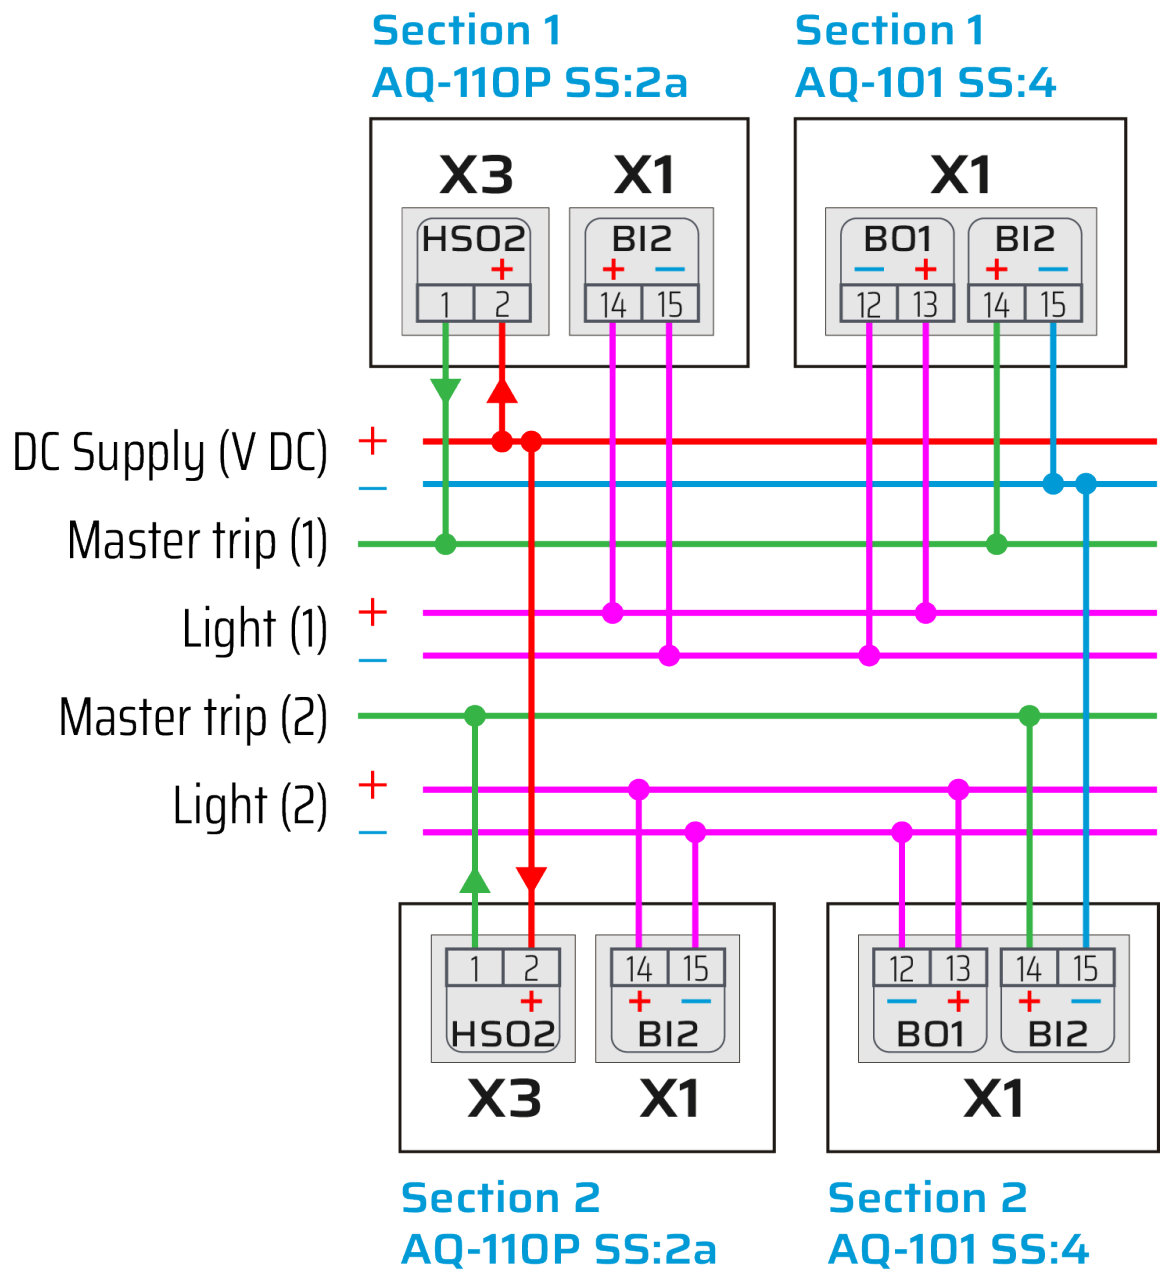 Section 1
AQ-110P SS:2a
Section 1
AQ-101 SS:4
X3
X1
X1
HSO2
+
BI2
+ −
BO1
− +
BI2
+ −
1 2
14 15
12 13
14 15
DC Supply (V DC)
+
−
Master trip (1)
Light (1)
+
−
Master trip (2)
Light (2)
+
−
1 2
14 15
12 13
14 15
+
HSO2
+ −
BI2
− +
BO1
+ −
BI2
X3
X1
X1
Section 2
AQ-110P SS:2a
Section 2
AQ-101 SS:4